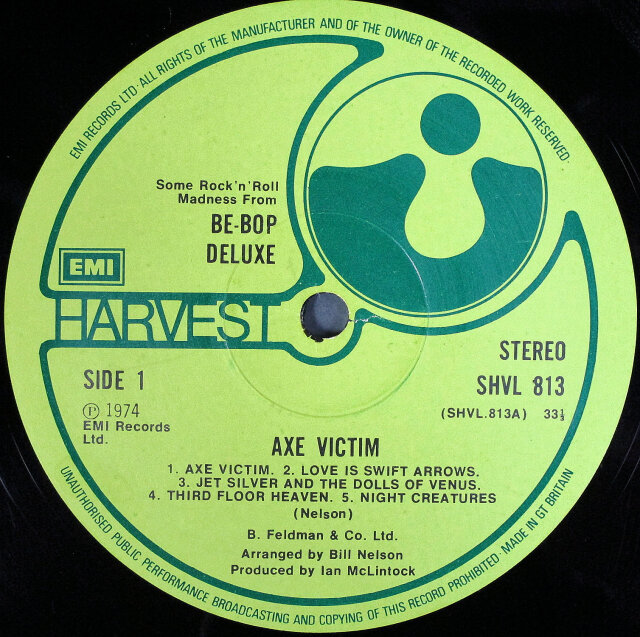 EMI RECORDS LTD·ALL RIGHTS OF THE MANUFACTURER AND OF THE OWNER OF THE RECORDED WORK RESERVED·
Some Rock'n'Roll
Madness From
BE-BOP
DELUXE
EMI
HARVEST
SIDE 1
℗ 1974
EMI Records
Ltd.
STEREO
SHVL 813
(SHVL.813A) 33⅓
AXE VICTIM
1. AXE VICTIM. 2. LOVE IS SWIFT ARROWS.
3. JET SILVER AND THE DOLLS OF VENUS.
4. THIRD FLOOR HEAVEN. 5. NIGHT CREATURES
(Nelson)
B. Feldman & Co. Ltd.
Arranged by Bill Nelson
Produced by Ian McLintock
UNAUTHORISED PUBLIC PERFORMANCE BROADCASTING AND COPYING OF THIS RECORD PROHIBITED·MADE IN GT BRITAIN